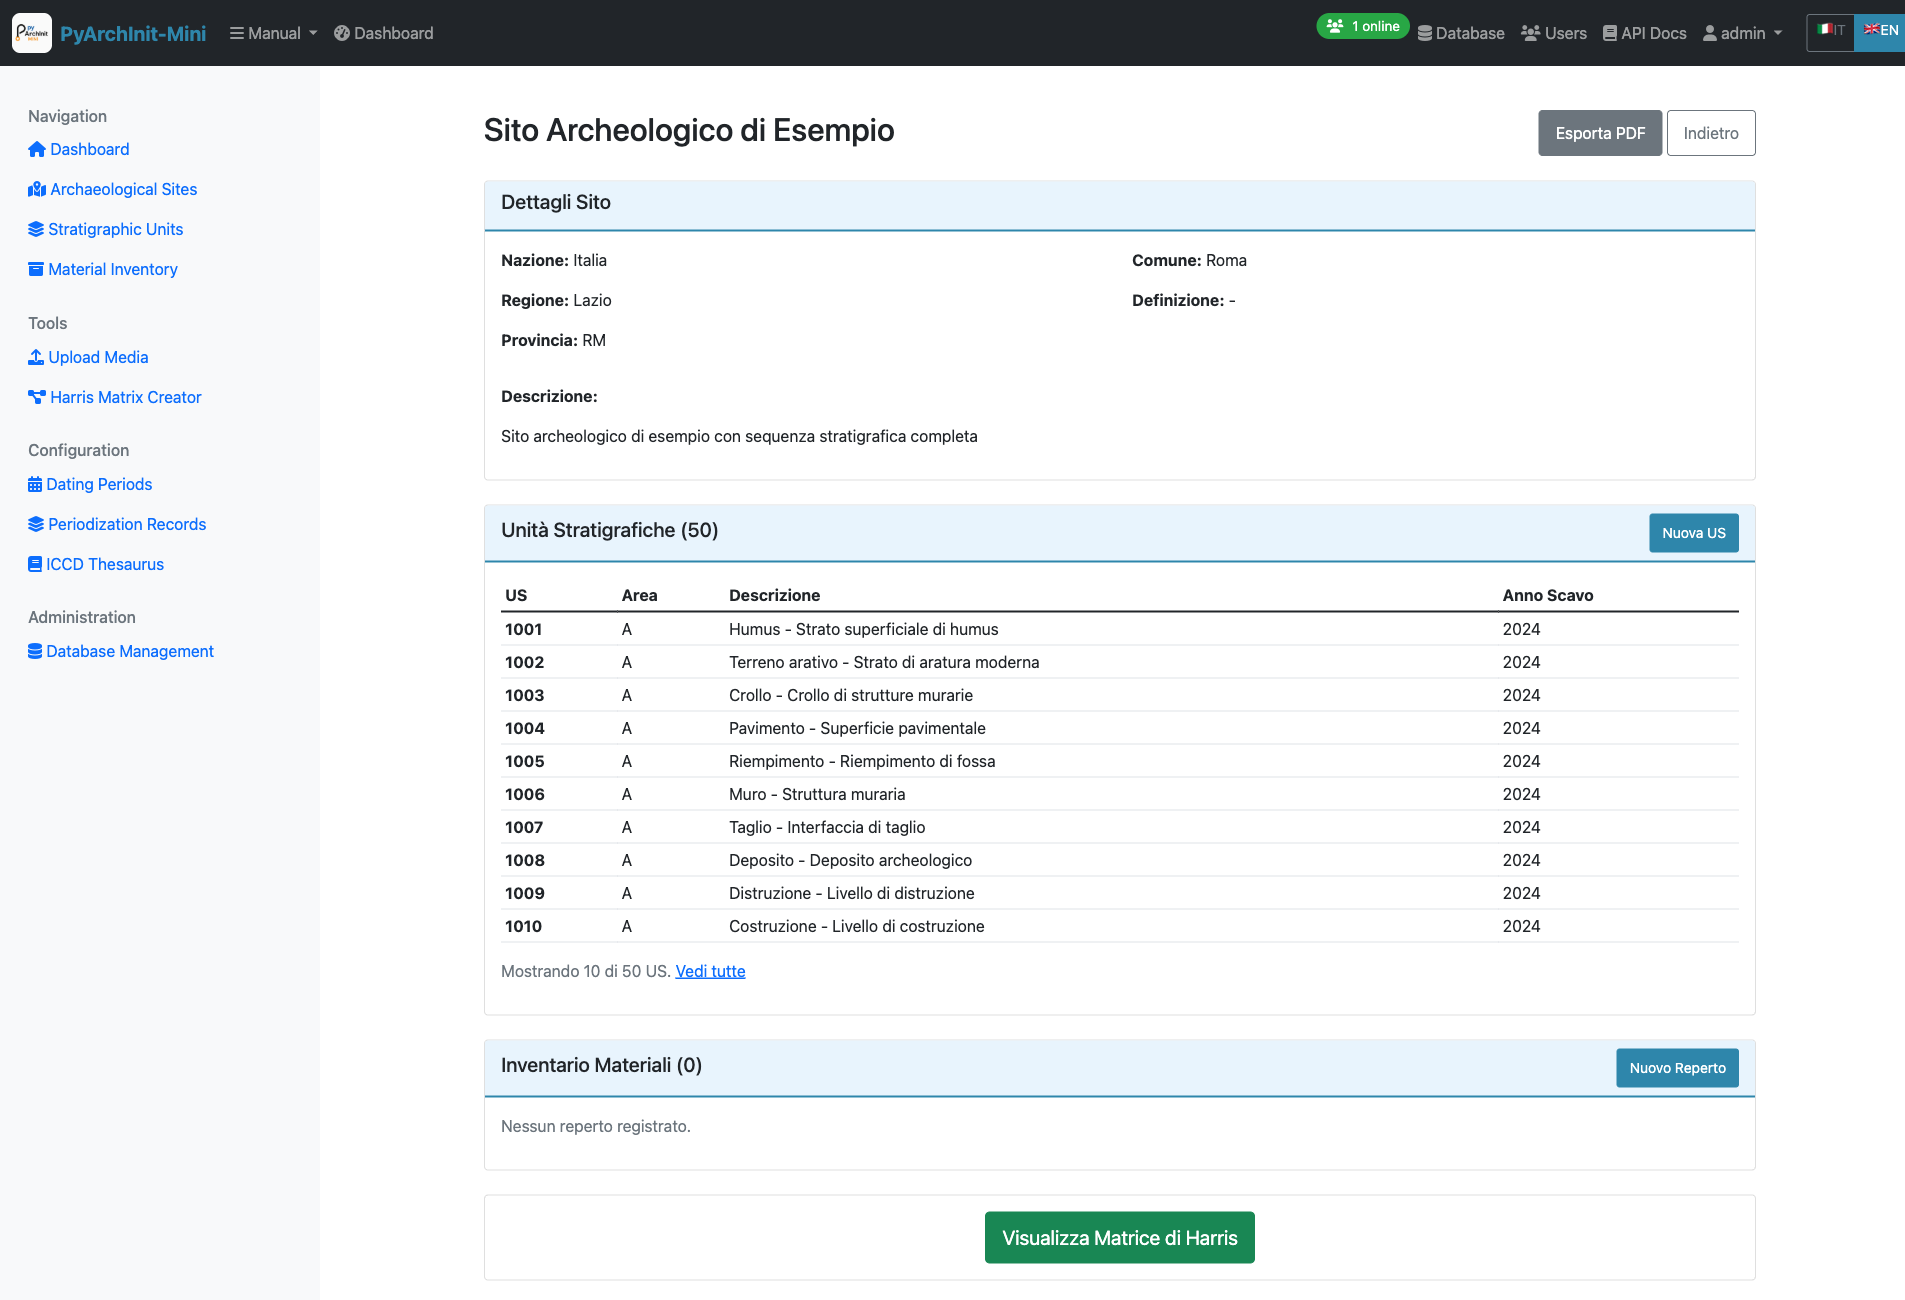 PyArchInit-Mini Manual Dashboard 1 online Database Users API Docs admin IT EN
Navigation
Dashboard
Archaeological Sites
Stratigraphic Units
Material Inventory
Tools
Upload Media
Harris Matrix Creator
Configuration
Dating Periods
Periodization Records
ICCD Thesaurus
Administration
Database Management
Sito Archeologico di Esempio
Esporta PDF Indietro
Dettagli Sito
Nazione: Italia
Regione: Lazio
Provincia: RM
Comune: Roma
Definizione: -
Descrizione:
Sito archeologico di esempio con sequenza stratigrafica completa
Unità Stratigrafiche (50) Nuova US
US Area Descrizione Anno Scavo
1001 A Humus - Strato superficiale di humus 2024
1002 A Terreno arativo - Strato di aratura moderna 2024
1003 A Crollo - Crollo di strutture murarie 2024
1004 A Pavimento - Superficie pavimentale 2024
1005 A Riempimento - Riempimento di fossa 2024
1006 A Muro - Struttura muraria 2024
1007 A Taglio - Interfaccia di taglio 2024
1008 A Deposito - Deposito archeologico 2024
1009 A Distruzione - Livello di distruzione 2024
1010 A Costruzione - Livello di costruzione 2024
Mostrando 10 di 50 US. Vedi tutte
Inventario Materiali (0) Nuovo Reperto
Nessun reperto registrato.
Visualizza Matrice di Harris